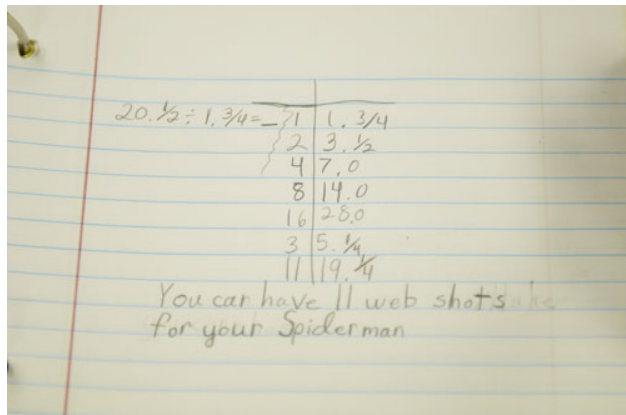 20.½÷1.¾=_ 1 | 1.¾
2 | 3.½
4 | 7.0
8 | 14.0
16 | 28.0
3 | 5.¼
11 | 19.¼
You can have 11 web shots
for your Spiderman